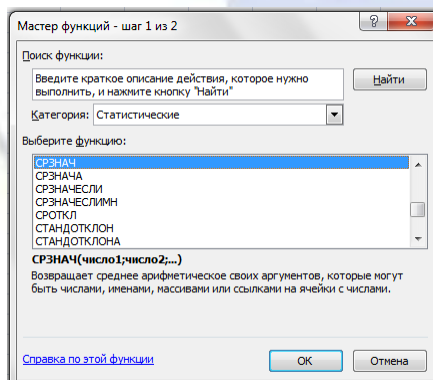 Мастер функций - шаг 1 из 2
Поиск функции:
Введите краткое описание действия, которое нужно
выполнить, и нажмите кнопку "Найти"
Найти
Категория: Статистические
Выберите функцию:
СРЗНАЧ
СРЗНАЧА
СРЗНАЧЕСЛИ
СРЗНАЧЕСЛИМН
СРОТКЛ
СТАНДОТКЛОН
СТАНДОТКЛОНА
СРЗНАЧ(число1;число2;...)
Возвращает среднее арифметическое своих аргументов, которые могут
быть числами, именами, массивами или ссылками на ячейки с числами.
Справка по этой функции
ОК
Отмена